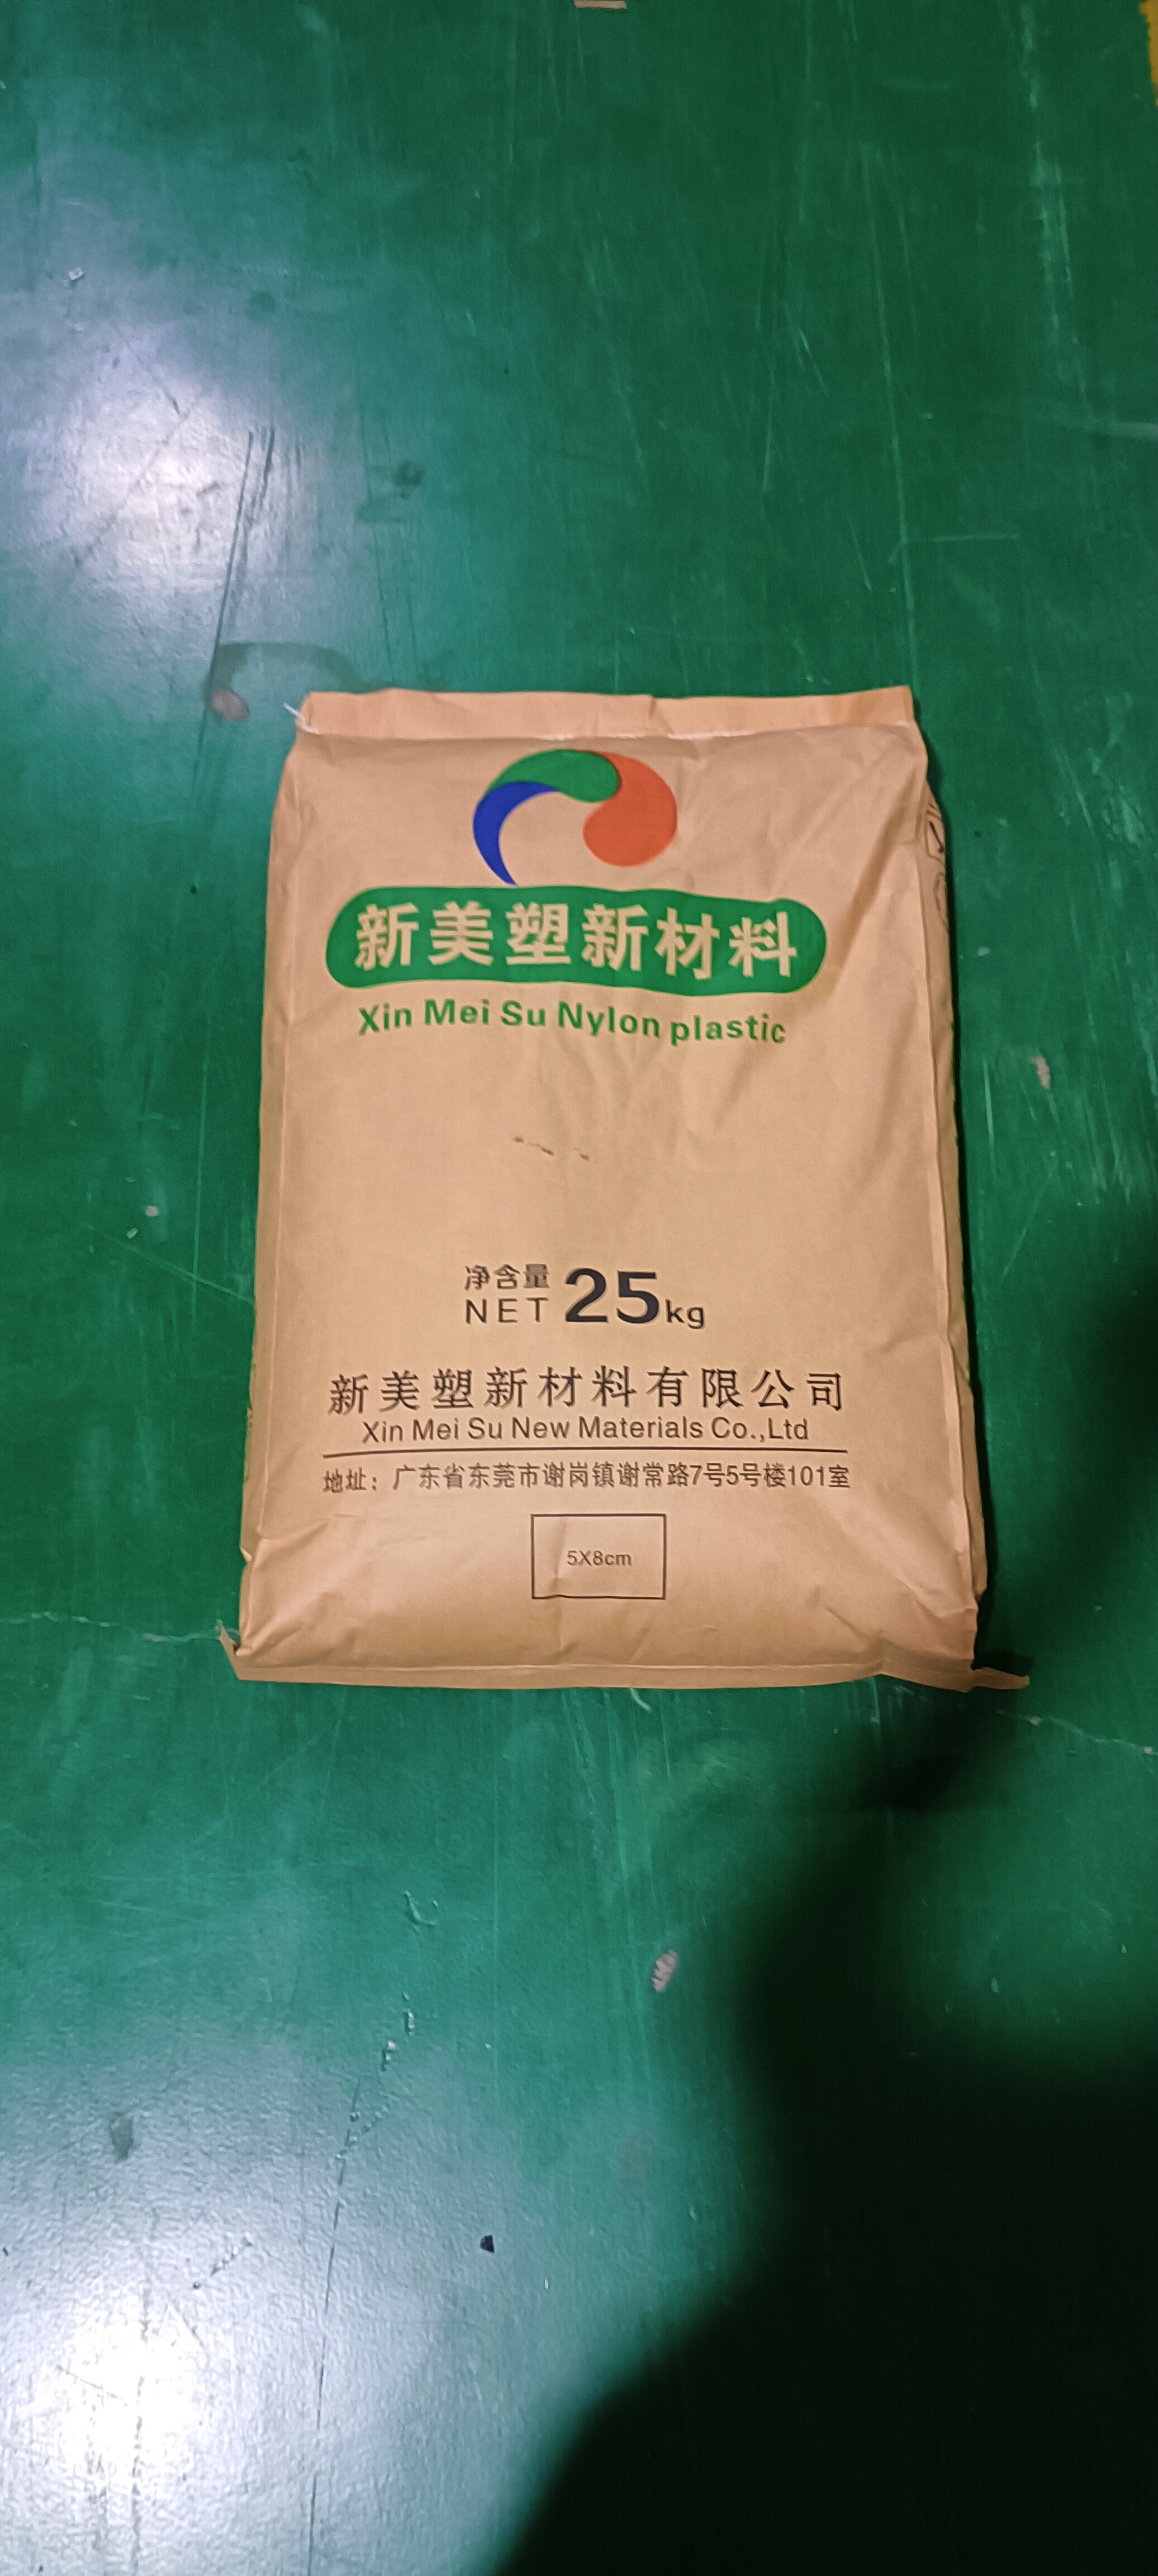 新美塑新材料
Xin Mei Su Nylon plastic
净含量
NET 25kg
新美塑新材料有限公司
Xin Mei Su New Materials Co.,Ltd
地址：广东省东莞市谢岗镇谢常路7号5号楼101室
5X8cm